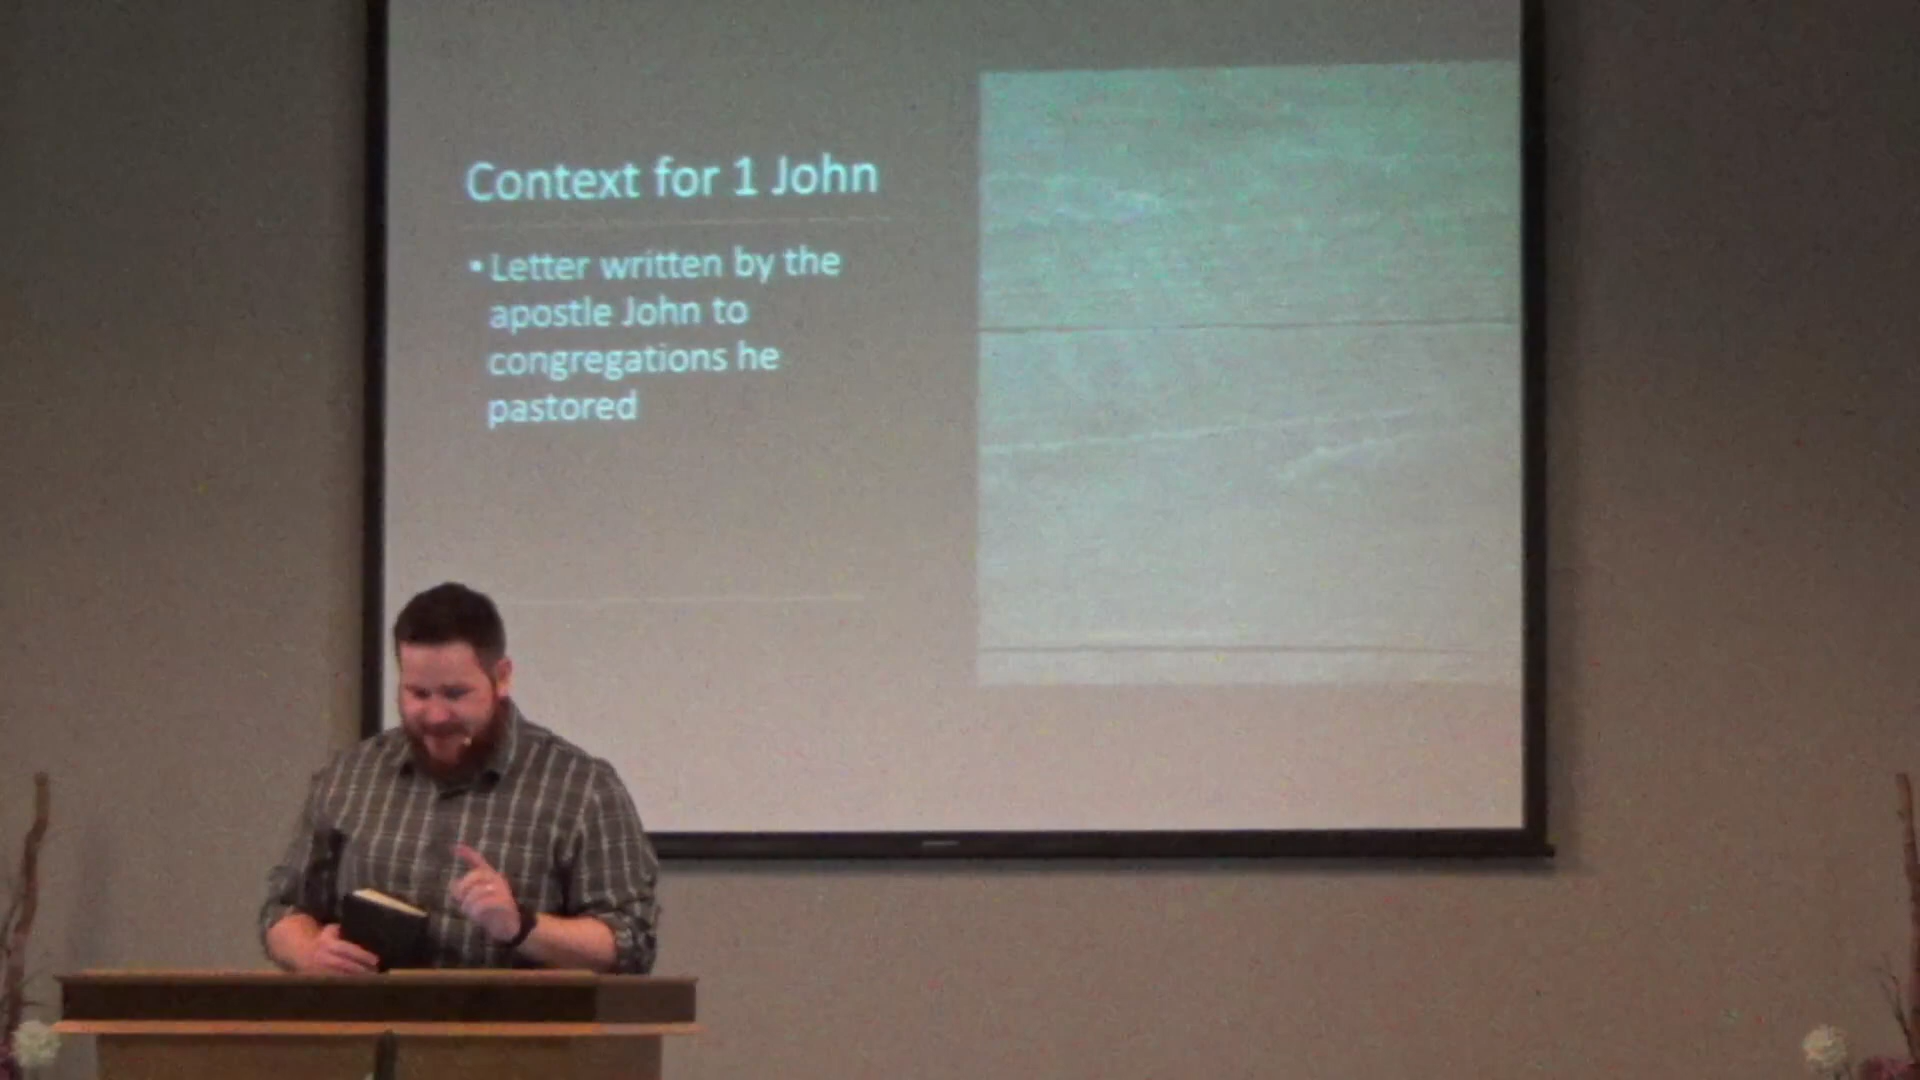 Context for 1 John
• Letter written by the
apostle John to
congregations he
pastored